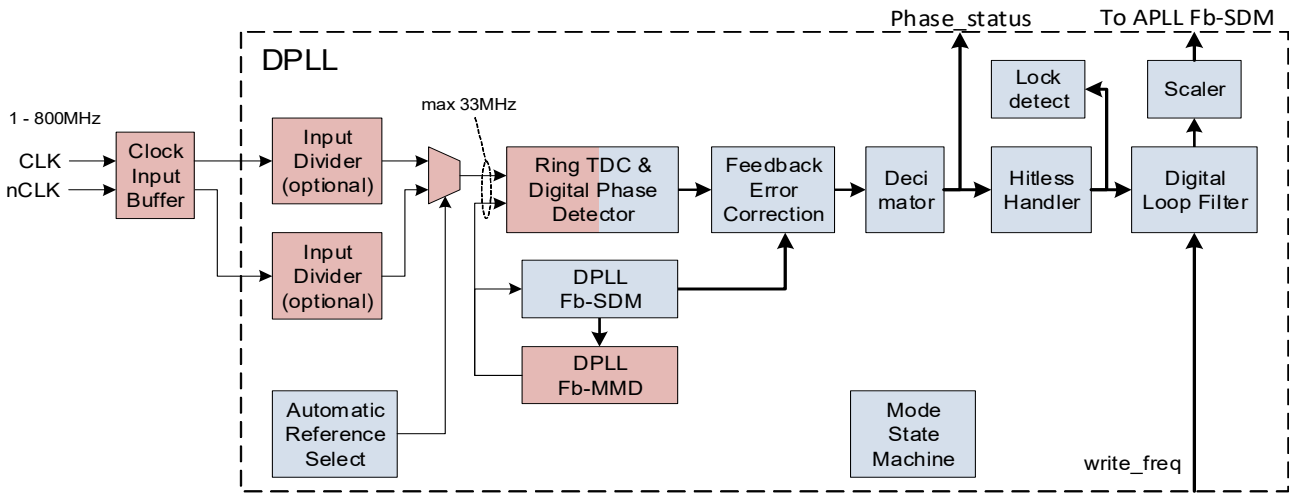 Phase_status
To APLL Fb-SDM
DPLL
max 33MHz
1 - 800MHz
CLK
nCLK
Clock
Input
Buffer
Input
Divider
(optional)
Input
Divider
(optional)
Ring TDC &
Digital Phase
Detector
Feedback
Error
Correction
Deci
mator
Lock
detect
Hitless
Handler
Scaler
Digital
Loop Filter
DPLL
Fb-SDM
DPLL
Fb-MMD
Automatic
Reference
Select
Mode
State
Machine
write_freq